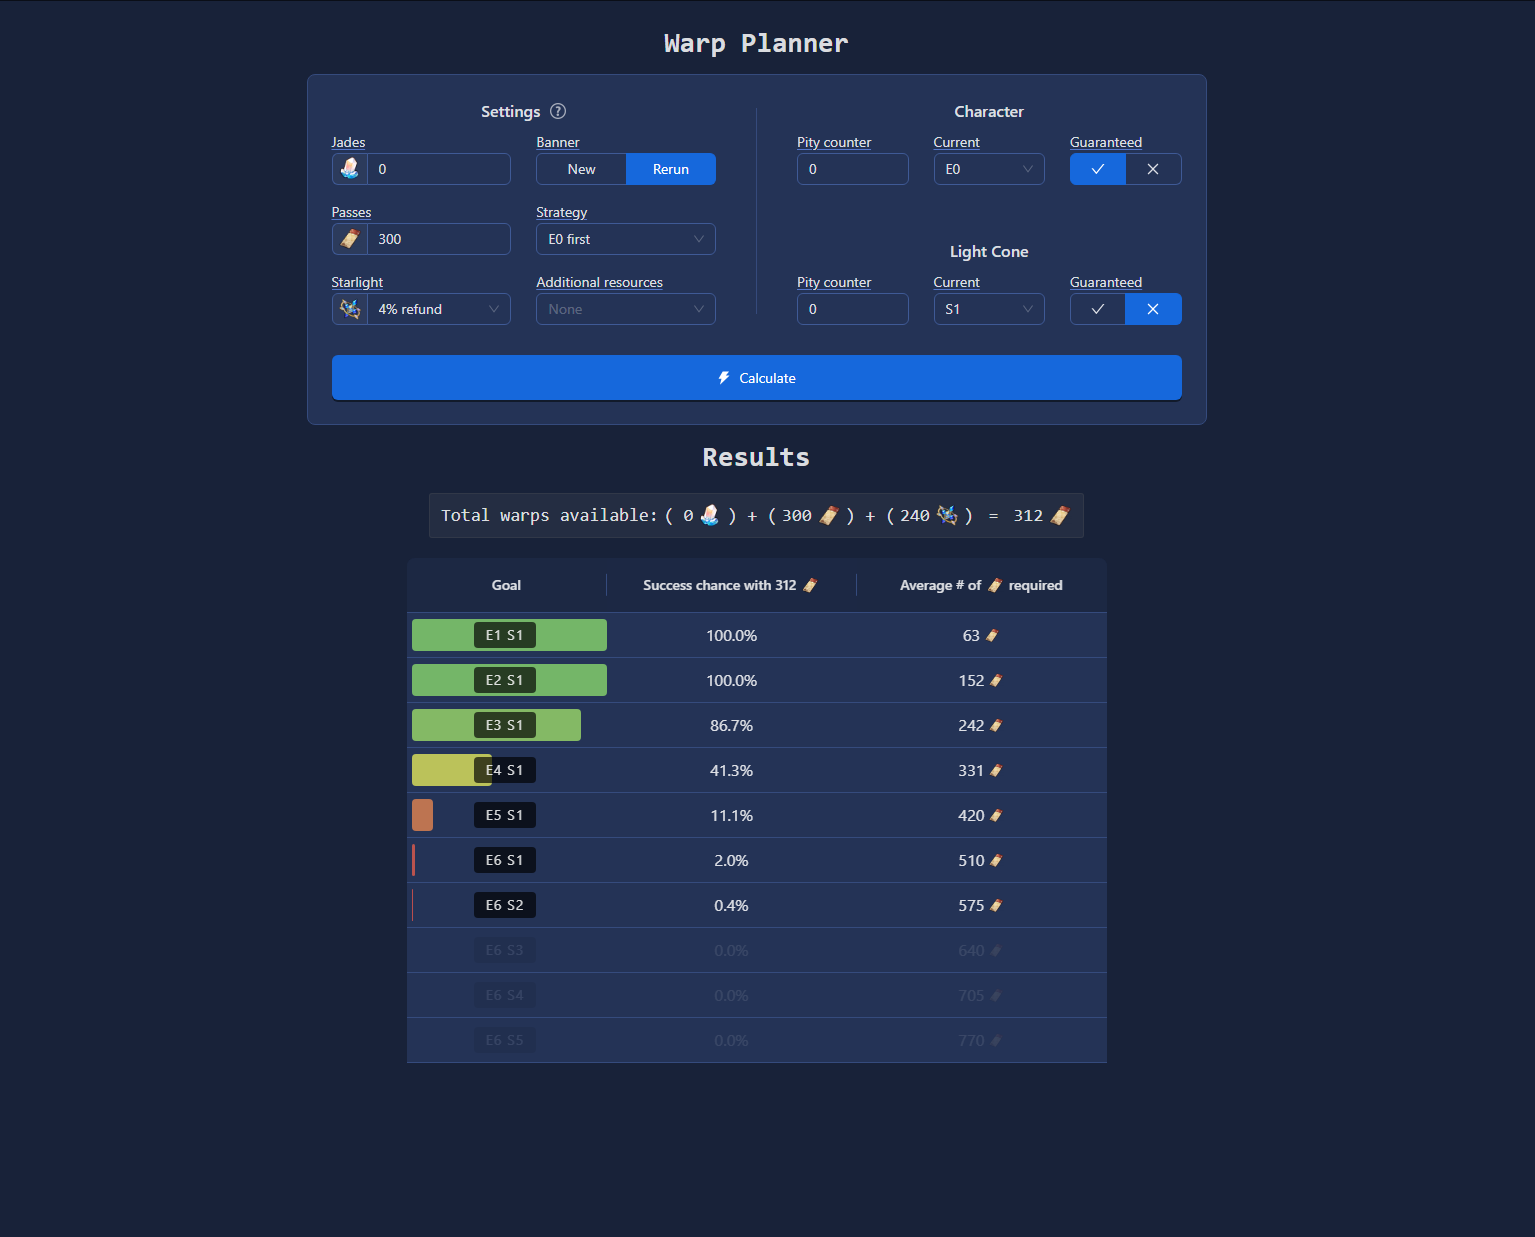 Warp Planner
Settings
Character
Jades
Banner
Pity counter
Current
Guaranteed
0
New
Rerun
0
E0
Passes
Strategy
300
E0 first
Light Cone
Starlight
Additional resources
Pity counter
Current
Guaranteed
4% refund
None
0
S1
Calculate
Results
Total warps available: ( 0 ) + ( 300 ) + ( 240 ) = 312
Goal
Success chance with 312
Average # of required
E1 S1 100.0% 63
E2 S1 100.0% 152
E3 S1 86.7% 242
E4 S1 41.3% 331
E5 S1 11.1% 420
E6 S1 2.0% 510
E6 S2 0.4% 575
E6 S3 0.0% 640
E6 S4 0.0% 705
E6 S5 0.0% 770